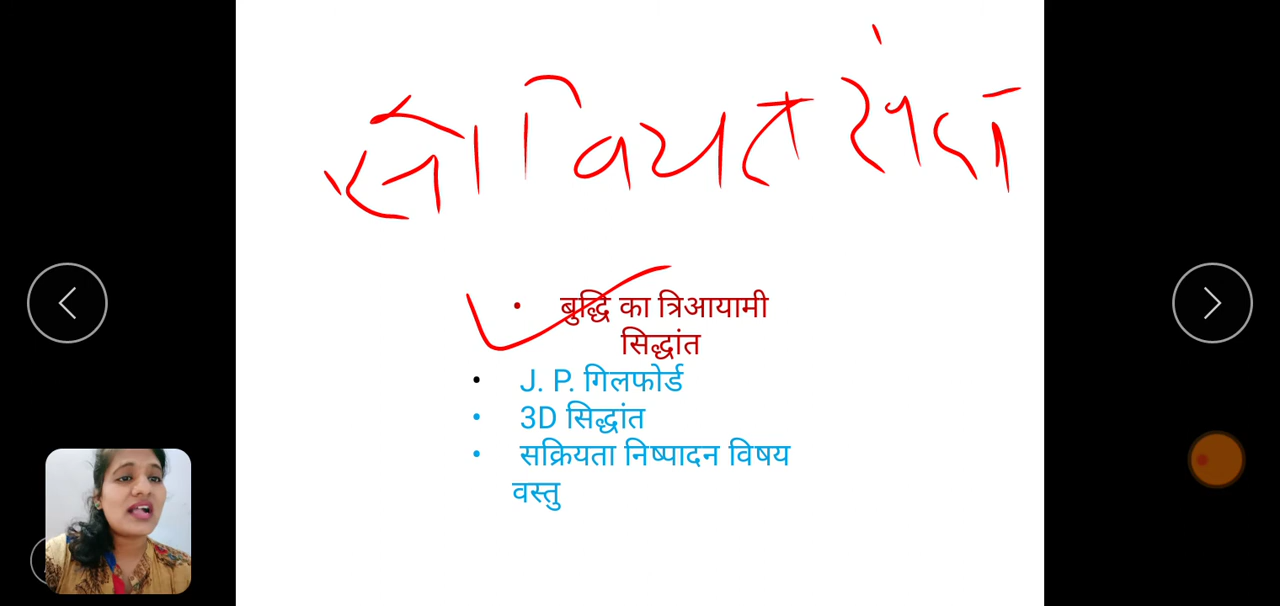 सोवियत
बुद्धि का त्रिआयामी
सिद्धांत
J. P. गिलफोर्ड
3D सिद्धांत
सक्रियता निष्पादन विषय
वस्तु